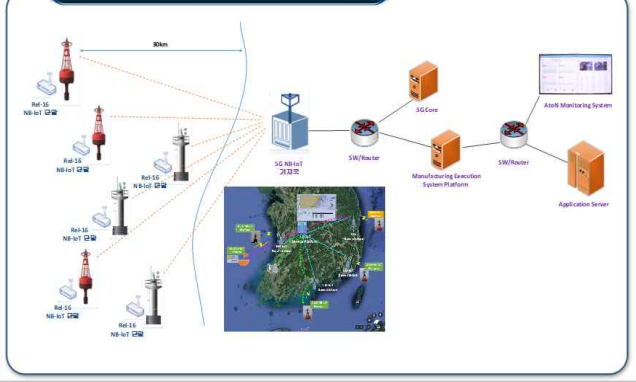 30km
Rel-16
NB-IoT 단말
Rel-16
NB-IoT 단말
Rel-16
NB-IoT 단말
Rel-16
NB-IoT 단말
Rel-16
NB-IoT 단말
Rel-16
NB-IoT 단말
5G NB-IoT
기지국
SW/Router
5G Core
Manufacturing Execution
System Platform
SW/Router
AtoN Monitoring System
Application Server